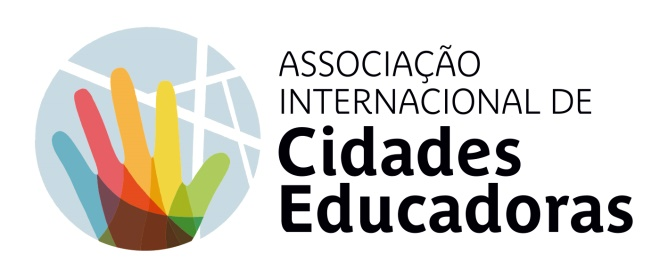 ASSOCIAÇÃO
INTERNACIONAL DE
Cidades
Educadoras